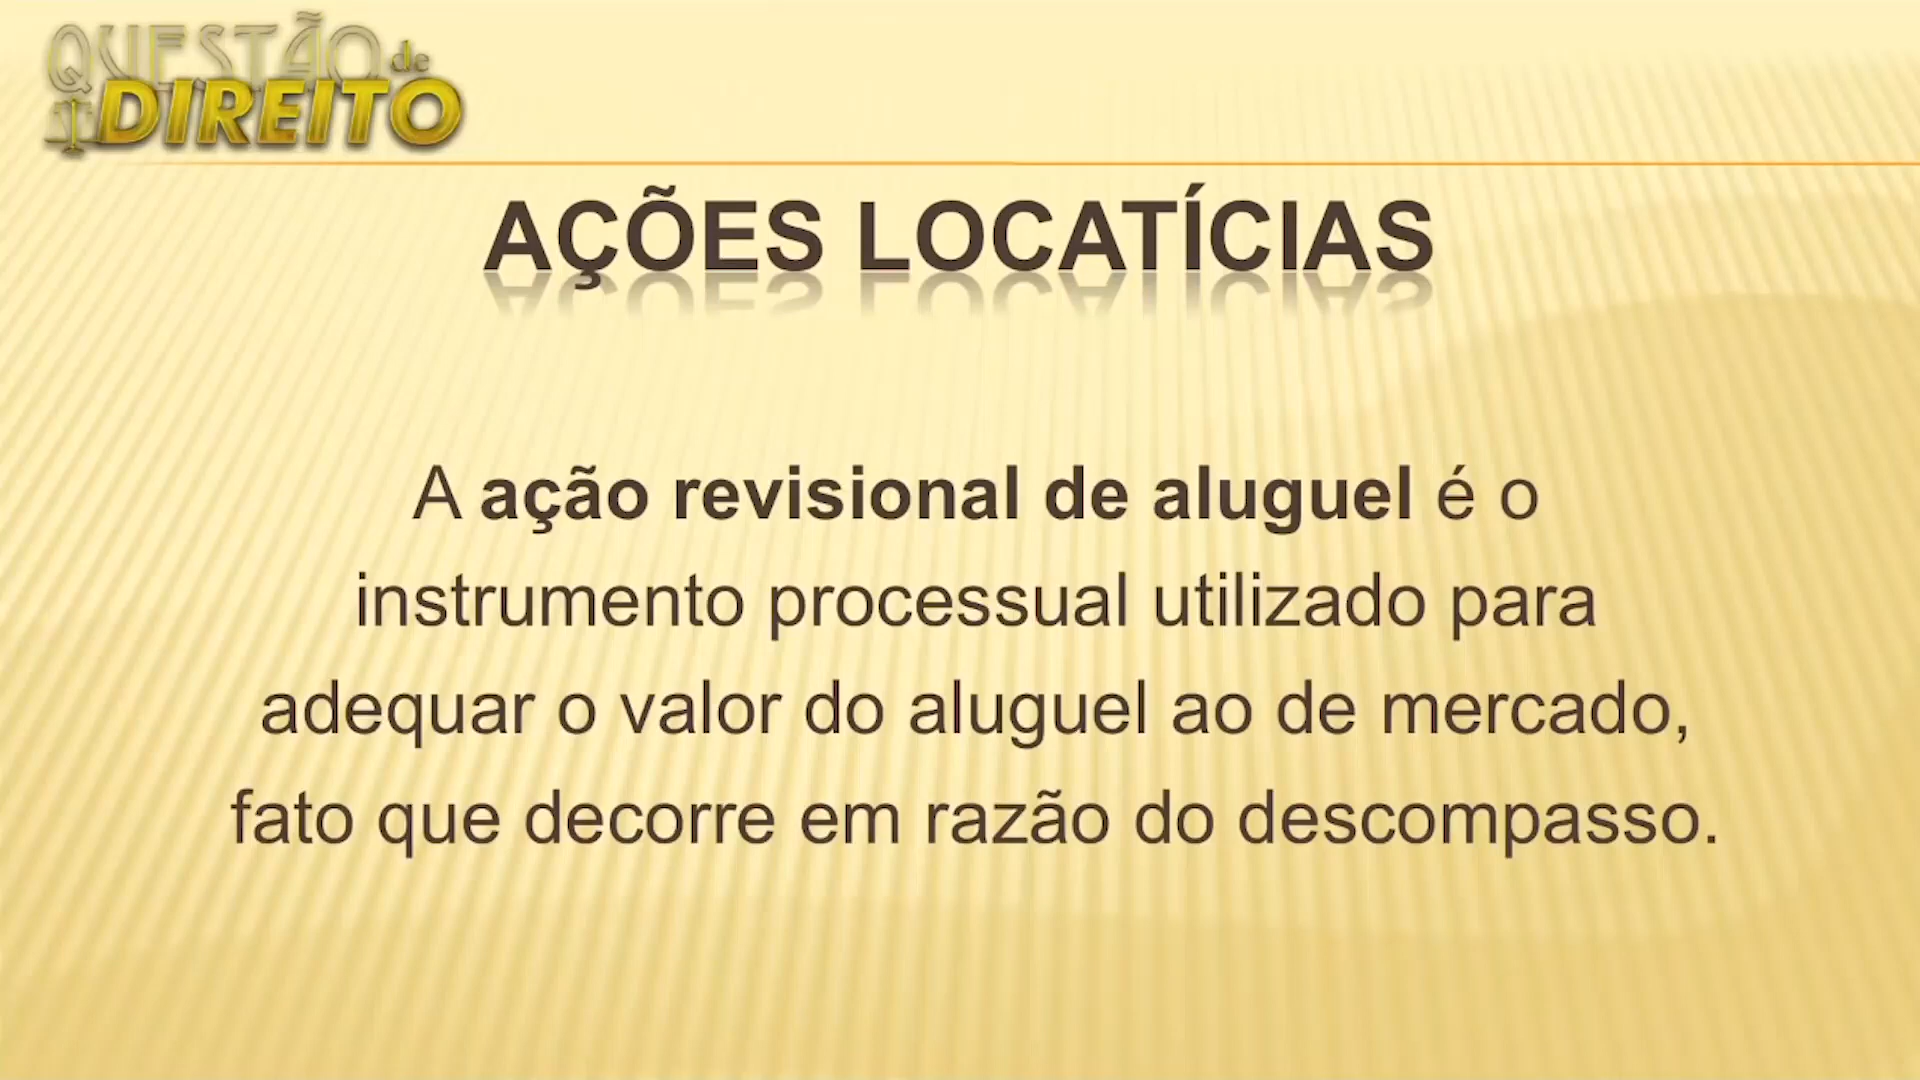 QUESTÃO de
DIREITO
AÇÕES LOCATÍCIAS
A ação revisional de aluguel é o
instrumento processual utilizado para
adequar o valor do aluguel ao de mercado,
fato que decorre em razão do descompasso.